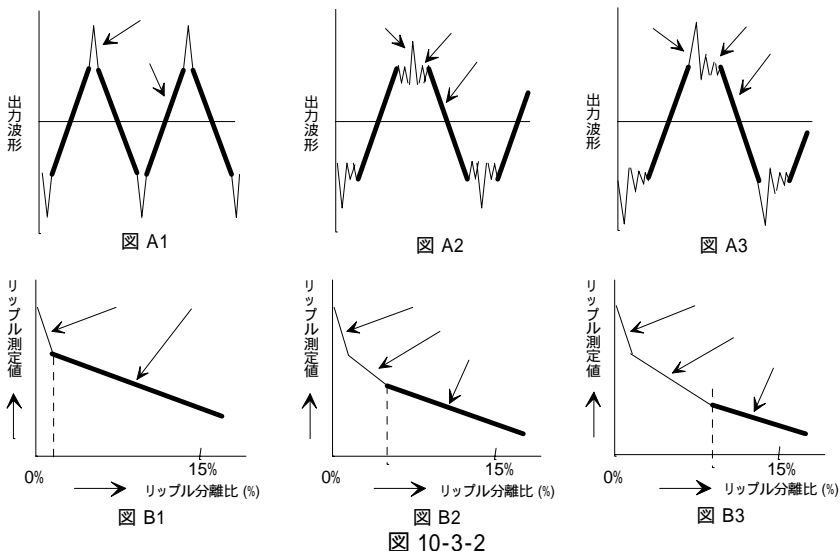 出力波形
出力波形
出力波形
図 A1
図 A2
図 A3
リップル測定値
リップル測定値
リップル測定値
0%
15%
0%
15%
0%
15%
リップル分離比 (%)
リップル分離比 (%)
リップル分離比 (%)
図 B1
図 B2
図 B3
図 10-3-2